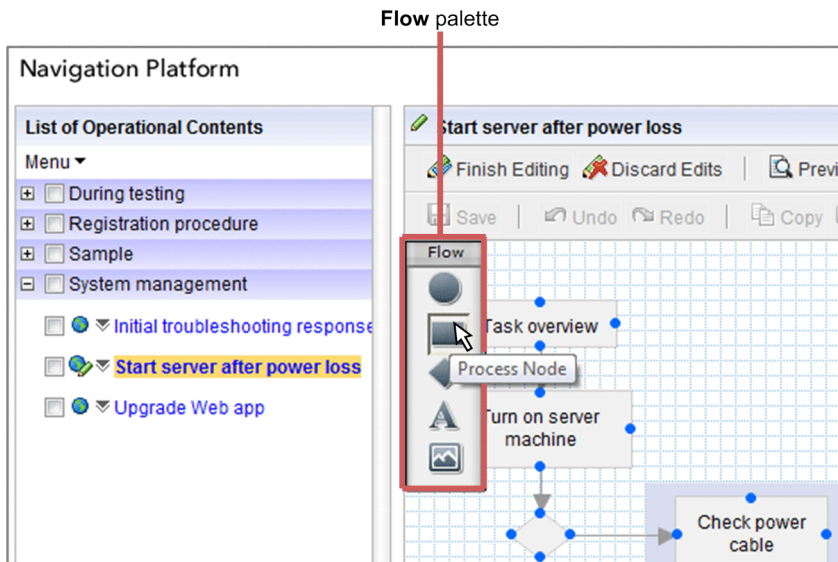 Flow palette
Navigation Platform
List of Operational Contents
Menu
During testing
Registration procedure
Sample
System management
Initial troubleshooting response
Start server after power loss
Upgrade Web app
Start server after power loss
Finish Editing Discard Edits Previ
Save Undo Redo Copy
Flow
Task overview
Process Node
Turn on server
machine
Check power
cable